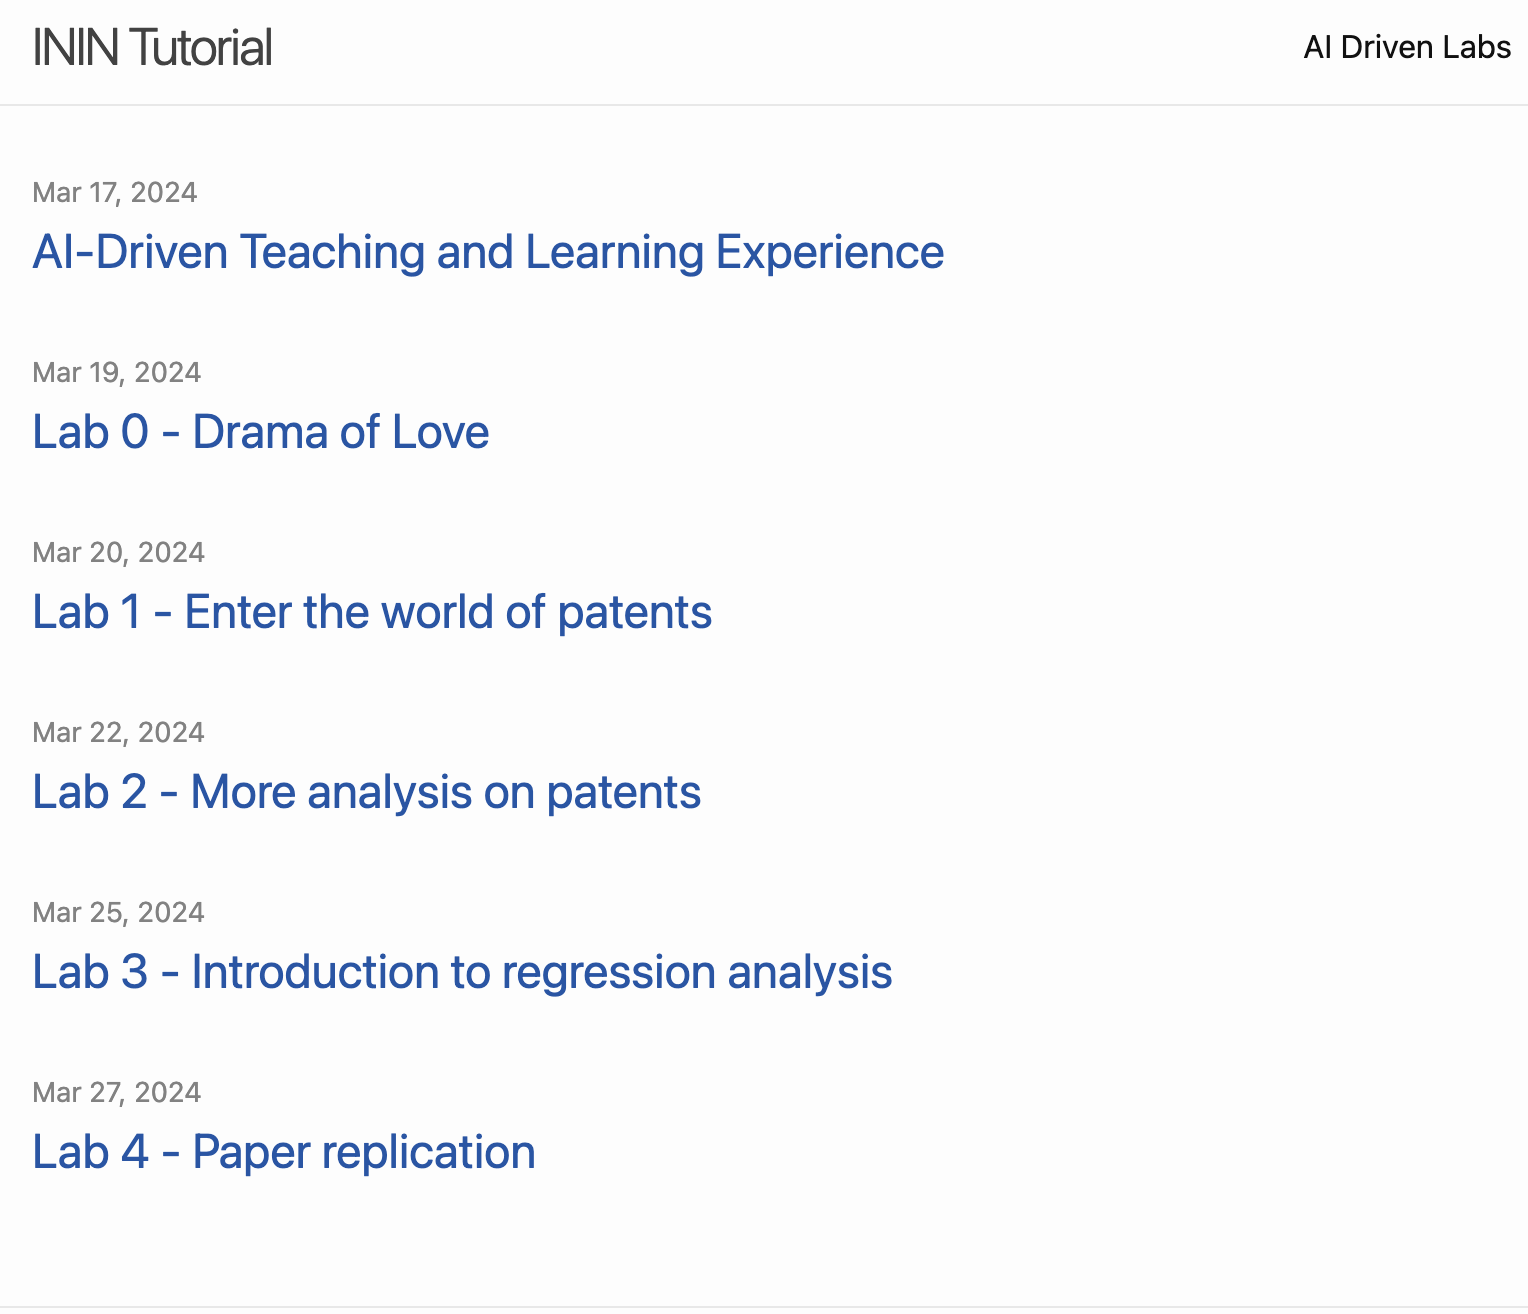 ININ Tutorial
AI Driven Labs
Mar 17, 2024
AI-Driven Teaching and Learning Experience
Mar 19, 2024
Lab 0 - Drama of Love
Mar 20, 2024
Lab 1 - Enter the world of patents
Mar 22, 2024
Lab 2 - More analysis on patents
Mar 25, 2024
Lab 3 - Introduction to regression analysis
Mar 27, 2024
Lab 4 - Paper replication